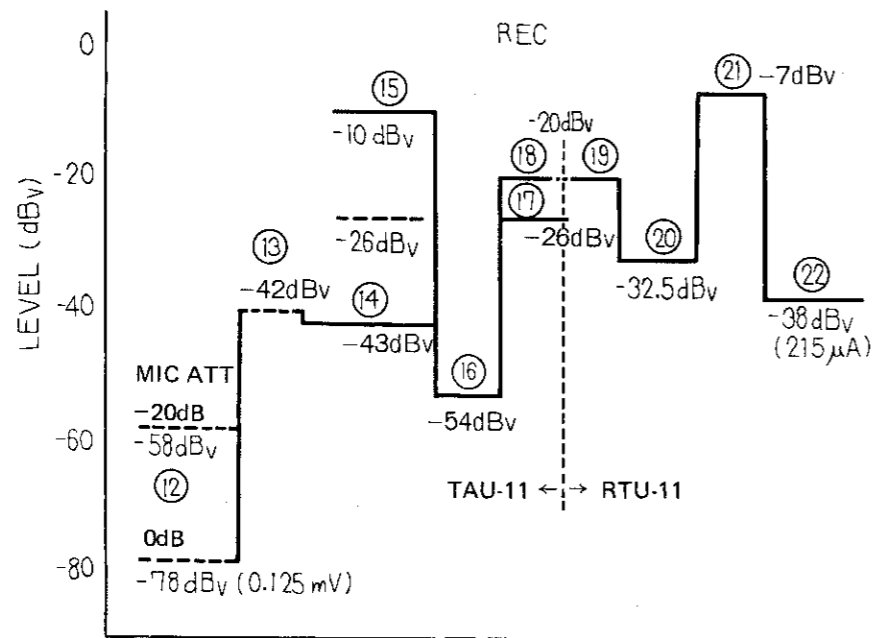 REC
LEVEL (dBv)
0
-20
-40
-60
-80
⑮
-10dBv
-26dBv
⑬
-42dBv
⑭
-43dBv
MIC ATT
-20dB
-58dBv
⑫
0dB
-78dBv (0.125mV)
⑯
-54dBv
-20dBv
⑱
⑲
⑰
-26dBv
⑳
-32.5dBv
㉑
-7dBv
㉒
-38dBv
(215µA)
TAU-11 ←→ RTU-11